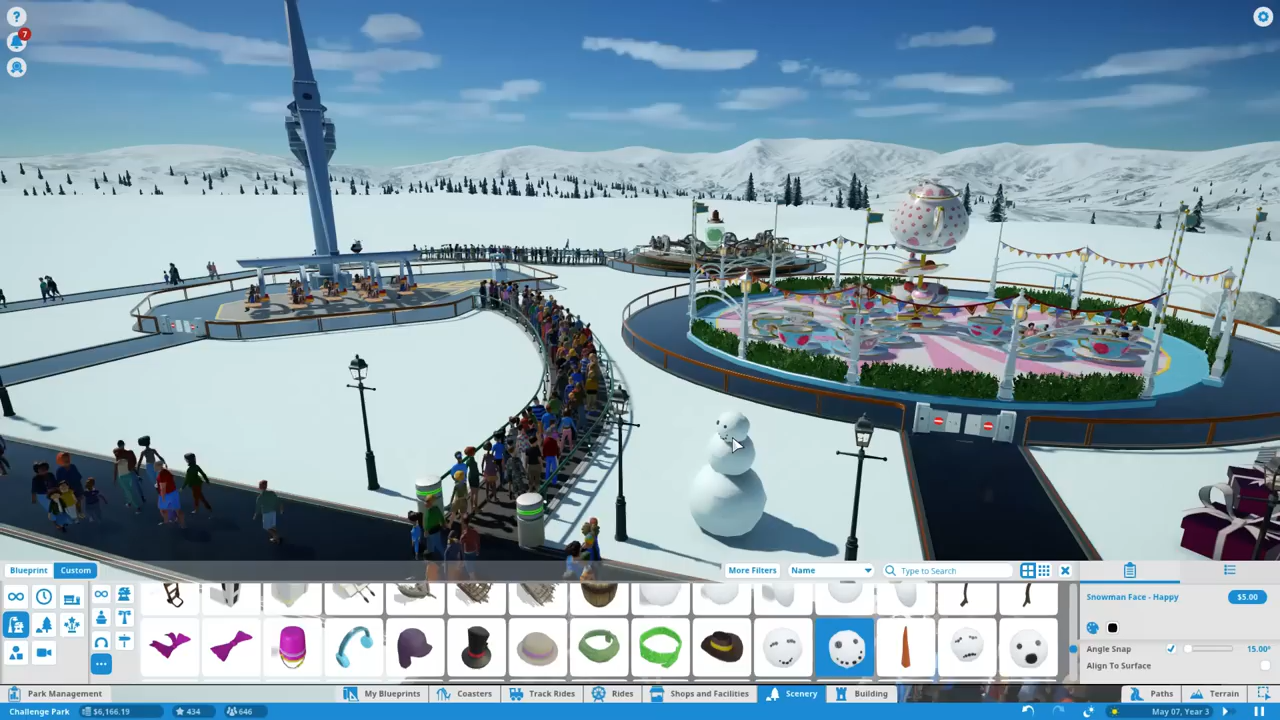 ?
7
Blueprint
Custom
More Filters
Name
Type to Search
Snowman Face - Happy
$5.00
Angle Snap
15.00°
Align To Surface
Park Management
My Blueprints
Coasters
Track Rides
Rides
Shops and Facilities
Scenery
Building
Paths
Terrain
Challenge Park
$6,166.19
434
646
May 07, Year 3